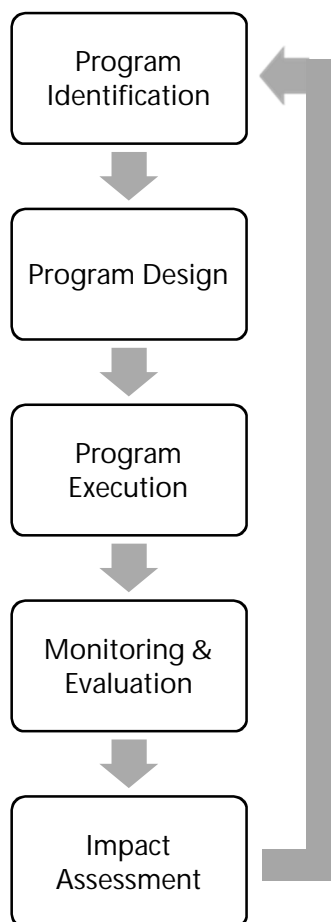 Program
Identification
Program Design
Program
Execution
Monitoring &
Evaluation
Impact
Assessment